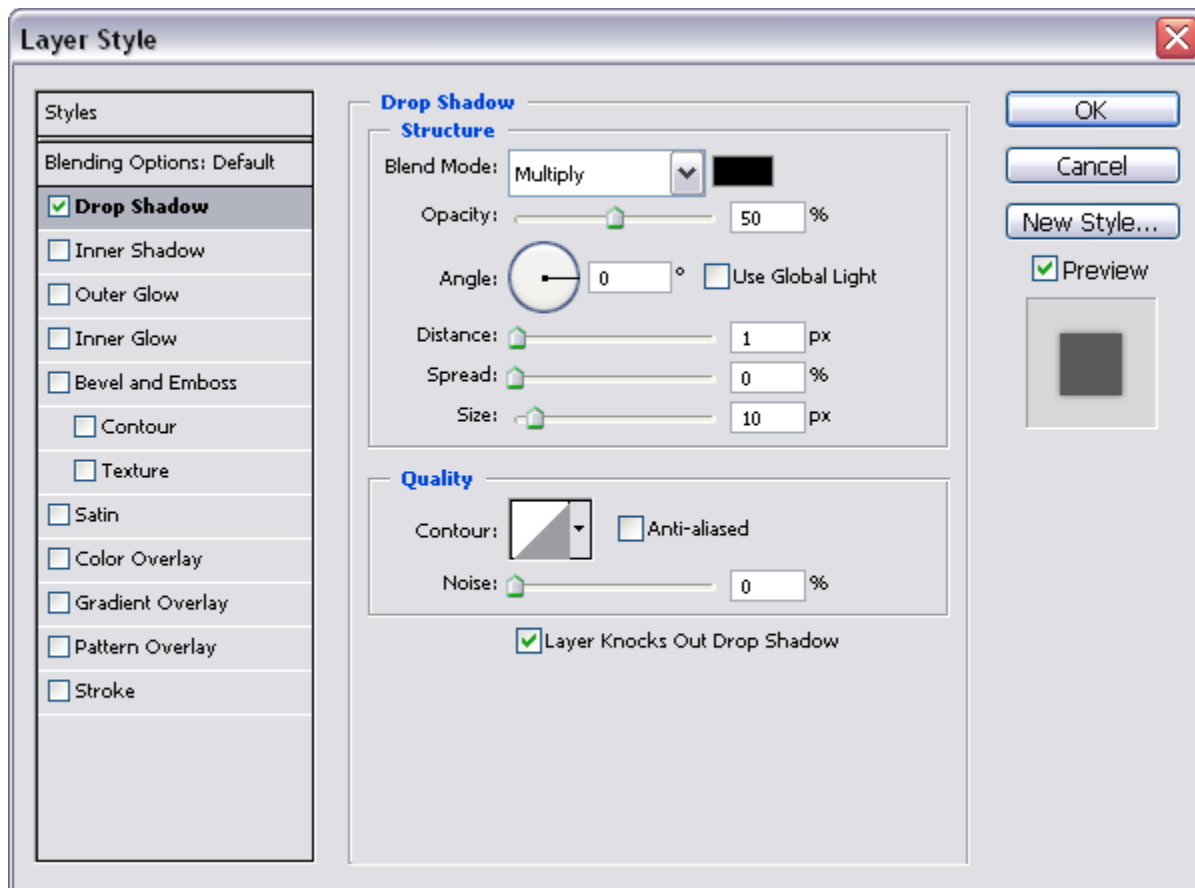 Layer Style
Styles
Blending Options: Default
Drop Shadow
Inner Shadow
Outer Glow
Inner Glow
Bevel and Emboss
Contour
Texture
Satin
Color Overlay
Gradient Overlay
Pattern Overlay
Stroke
Drop Shadow
Structure
Blend Mode: Multiply
Opacity: 50 %
Angle: 0 ° Use Global Light
Distance: 1 px
Spread: 0 %
Size: 10 px
Quality
Contour: Anti-aliased
Noise: 0 %
Layer Knocks Out Drop Shadow
OK
Cancel
New Style...
Preview